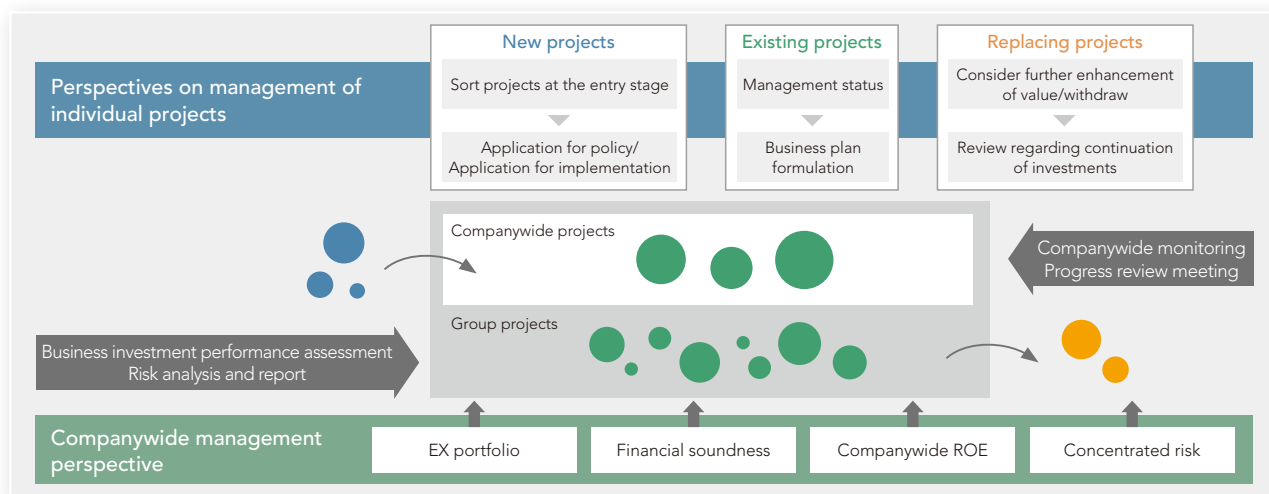 New projects
Existing projects
Replacing projects
Perspectives on management of
individual projects
Sort projects at the entry stage
Application for policy/
Application for implementation
Management status
Business plan
formulation
Consider further enhancement
of value/withdraw
Review regarding continuation
of investments
Companywide projects
Companywide monitoring
Progress review meeting
Group projects
Business investment performance assessment
Risk analysis and report
Companywide management
perspective
EX portfolio
Financial soundness
Companywide ROE
Concentrated risk